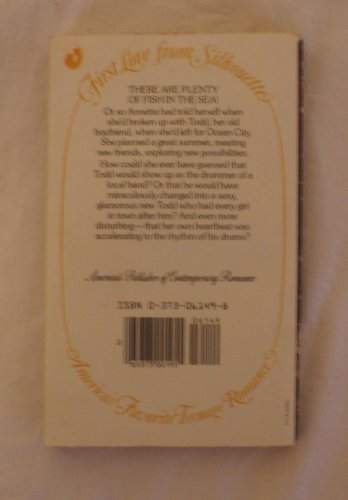 First Love from Silhouette
THERE ARE PLENTY
OF FISH IN THE SEA!
Or so Annette had told herself when
she'd broken up with Todd, her old
boyfriend, when she'd left for Ocean City.
She planned a great summer, meeting
new friends, exploring new possibilities.
How could she ever have guessed that
Todd would show up as the drummer of a
local band? Or that he would have
miraculously changed into a sexy,
glamorous new Todd who had every girl
in town after him? And even more
disturbing—that her own heartbeat was
accelerating to the rhythm of his drums?
America's Publisher of Contemporary Romance
ISBN 0-373-06149-8
06149
0
America's Favorite Teenage Romance